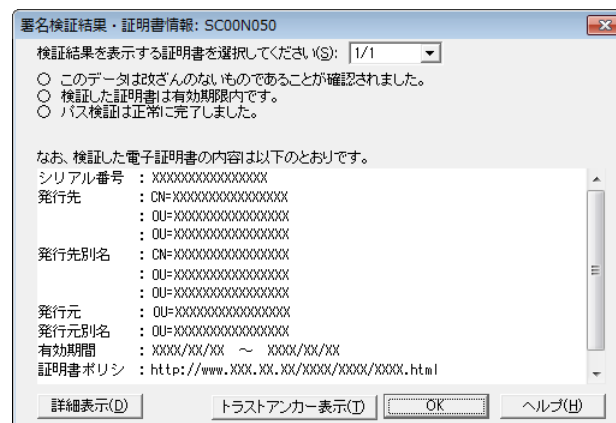 署名検証結果・証明書情報: SC00N050
検証結果を表示する証明書を選択してください(S): 1/1
○ このデータは改ざんのないものであることが確認されました。
○ 検証した証明書は有効期限内です。
○ パス検証は正常に完了しました。
なお、検証した電子証明書の内容は以下のとおりです。
シリアル番号 : XXXXXXXXXXXXXXX
発行先 : CN=XXXXXXXXXXXXXXXX
: OU=XXXXXXXXXXXXXXXX
: OU=XXXXXXXXXXXXXXXX
発行先別名 : CN=XXXXXXXXXXXXXXXX
: OU=XXXXXXXXXXXXXXXX
: OU=XXXXXXXXXXXXXXXX
発行元 : OU=XXXXXXXXXXXXXXXX
発行元別名 : OU=XXXXXXXXXXXXXXXX
有効期間 : XXXX/XX/XX ～ XXXX/XX/XX
証明書ポリシ : http://www.XXX.XX.XX/XXXX/XXXX/XXXX.html
詳細表示(D) トラストアンカー表示(T) OK ヘルプ(H)